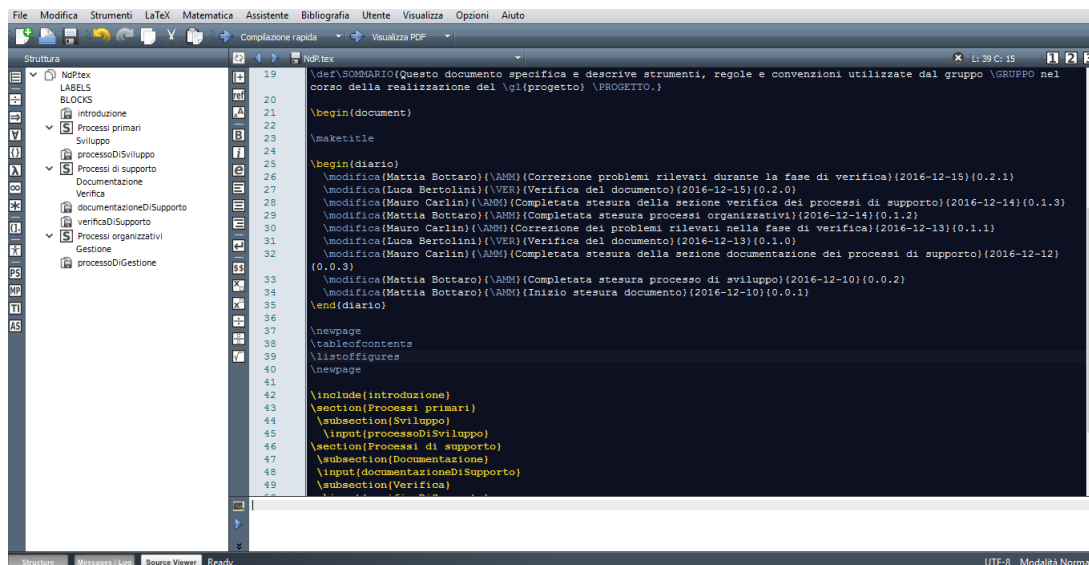 File Modifica Strumenti LaTeX Matematica Assistente Bibliografia Utente Visualizza Opzioni Aiuto
Compilazione rapida Visualizza PDF
Struttura
NdP.tex
L: 39 C: 15
1 2
NdP.tex
LABELS
BLOCKS
introduzione
Processi primari
Sviluppo
processoDiSviluppo
Processi di supporto
Documentazione
Verifica
documentazioneDiSupporto
verificaDiSupporto
Processi organizzativi
Gestione
processoDiGestione
PS
MP
TI
AS
ref
19 \def\SOMMARIO{Questo documento specifica e descrive strumenti, regole e convenzioni utilizzate dal gruppo \GRUPPO nel
corso della realizzazione del \gl{progetto} \PROGETTO.}
20
21 \begin{document}
22
23 \maketitle
24
25 \begin{diario}
26 \modifica{Mattia Bottaro}{\AMM}{Correzione problemi rilevati durante la fase di verifica}{2016-12-15}{0.2.1}
27 \modifica{Luca Bertolini}{\VER}{Verifica del documento}{2016-12-15}{0.2.0}
28 \modifica{Mauro Carlin}{\AMM}{Completata stesura della sezione verifica dei processi di supporto}{2016-12-14}{0.1.3}
29 \modifica{Mattia Bottaro}{\AMM}{Completata stesura processi organizzativi}{2016-12-14}{0.1.2}
30 \modifica{Mauro Carlin}{\AMM}{Correzione dei problemi rilevati nella fase di verifica}{2016-12-13}{0.1.1}
31 \modifica{Luca Bertolini}{\VER}{Verifica del documento}{2016-12-13}{0.1.0}
32 \modifica{Mauro Carlin}{\AMM}{Completata stesura della sezione documentazione dei processi di supporto}{2016-12-12}
{0.0.3}
33 \modifica{Mattia Bottaro}{\AMM}{Completata stesura processo di sviluppo}{2016-12-10}{0.0.2}
34 \modifica{Mattia Bottaro}{\AMM}{Inizio stesura documento}{2016-12-10}{0.0.1}
35 \end{diario}
36
37 \newpage
38 \tableofcontents
39 \listoffigures
40 \newpage
41
42 \include{introduzione}
43 \section{Processi primari}
44 \subsection{Sviluppo}
45 \input{processoDiSviluppo}
46 \section{Processi di supporto}
47 \subsection{Documentazione}
48 \input{documentazioneDiSupporto}
49 \subsection{Verifica}
Structure Messages / Log Source Viewer Ready
UTF-8 Modalità Norma